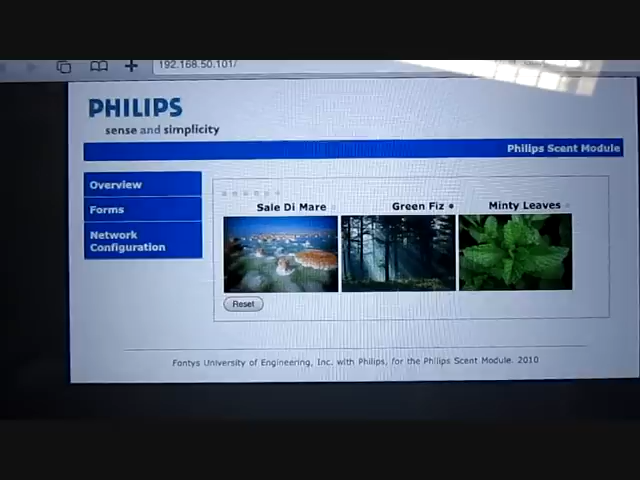 192.168.50.101/
PHILIPS
sense and simplicity
Philips Scent Module
Overview
Forms
Network
Configuration
Sale Di Mare
Green Fiz
Minty Leaves
Reset
Fontys University of Engineering, Inc. with Philips, for the Philips Scent Module. 2010